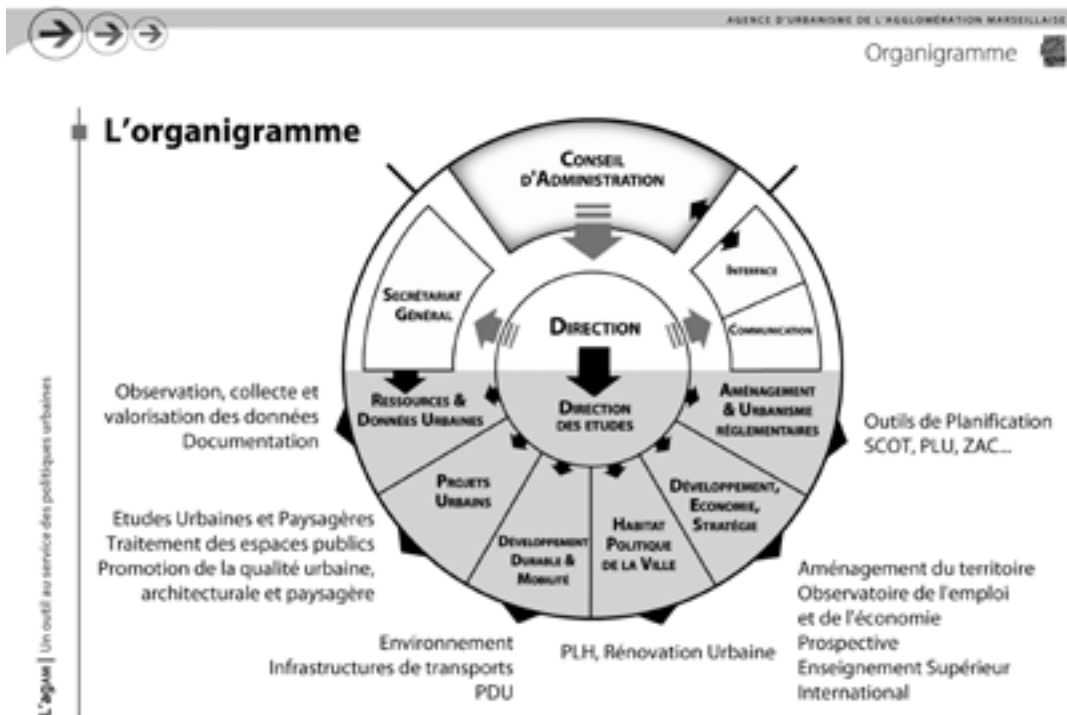 AGENCE D'URBANISME DE L'AGGLOMÉRATION MARSEILLAISE
Organigramme
L'organigramme
CONSEIL
D'ADMINISTRATION
SECRÉTARIAT
GÉNÉRAL
INTERFACE
COMMUNICATION
DIRECTION
DIRECTION
DES ETUDES
RESSOURCES &
DONNÉES URBAINES
AMÉNAGEMENT
& URBANISME
RÉGLEMENTAIRES
PROJETS
URBAINS
DÉVELOPPEMENT
DURABLE &
MOBILITÉ
HABITAT
POLITIQUE
DE LA VILLE
DÉVELOPPEMENT,
ECONOMIE,
STRATÉGIE
Observation, collecte et
valorisation des données
Documentation
Outils de Planification
SCOT, PLU, ZAC...
Etudes Urbaines et Paysagères
Traitement des espaces publics
Promotion de la qualité urbaine,
architecturale et paysagère
Environnement
Infrastructures de transports
PDU
PLH, Rénovation Urbaine
Aménagement du territoire
Observatoire de l'emploi
et de l'économie
Prospective
Enseignement Supérieur
International
L'agAM | Un outil au service des politiques urbaines